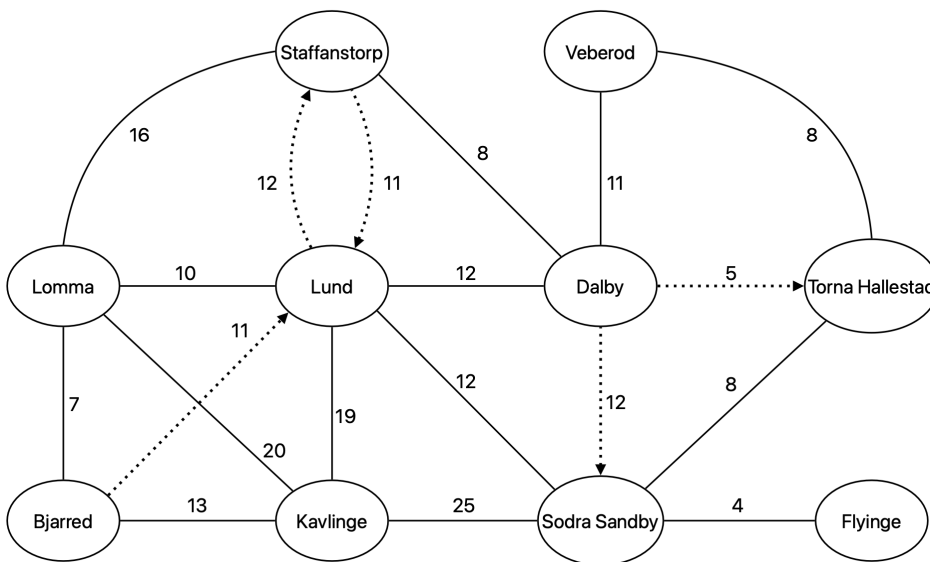 Staffanstorp
Veberod
16
8
8
12
11
11
Lomma
10
Lund
12
Dalby
5
Torna Hallestad
11
7
19
12
12
8
20
Bjarred
13
Kavlinge
25
Sodra Sandby
4
Flyinge